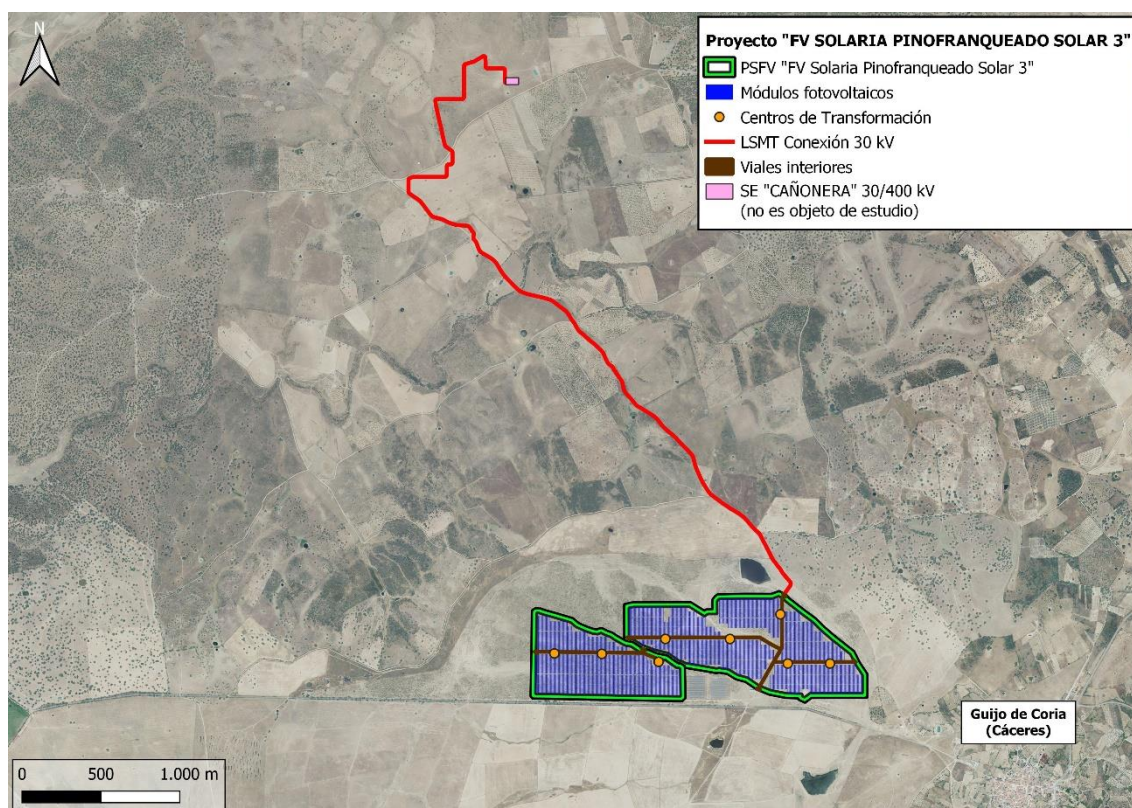 N
Proyecto "FV SOLARIA PINOFRANQUEADO SOLAR 3"
PSFV "FV Solaria Pinofranqueado Solar 3"
Módulos fotovoltaicos
Centros de Transformación
LSMT Conexión 30 kV
Viales interiores
SE "CAÑONERA" 30/400 kV
(no es objeto de estudio)
Guijo de Coria
(Cáceres)
0 500 1.000 m